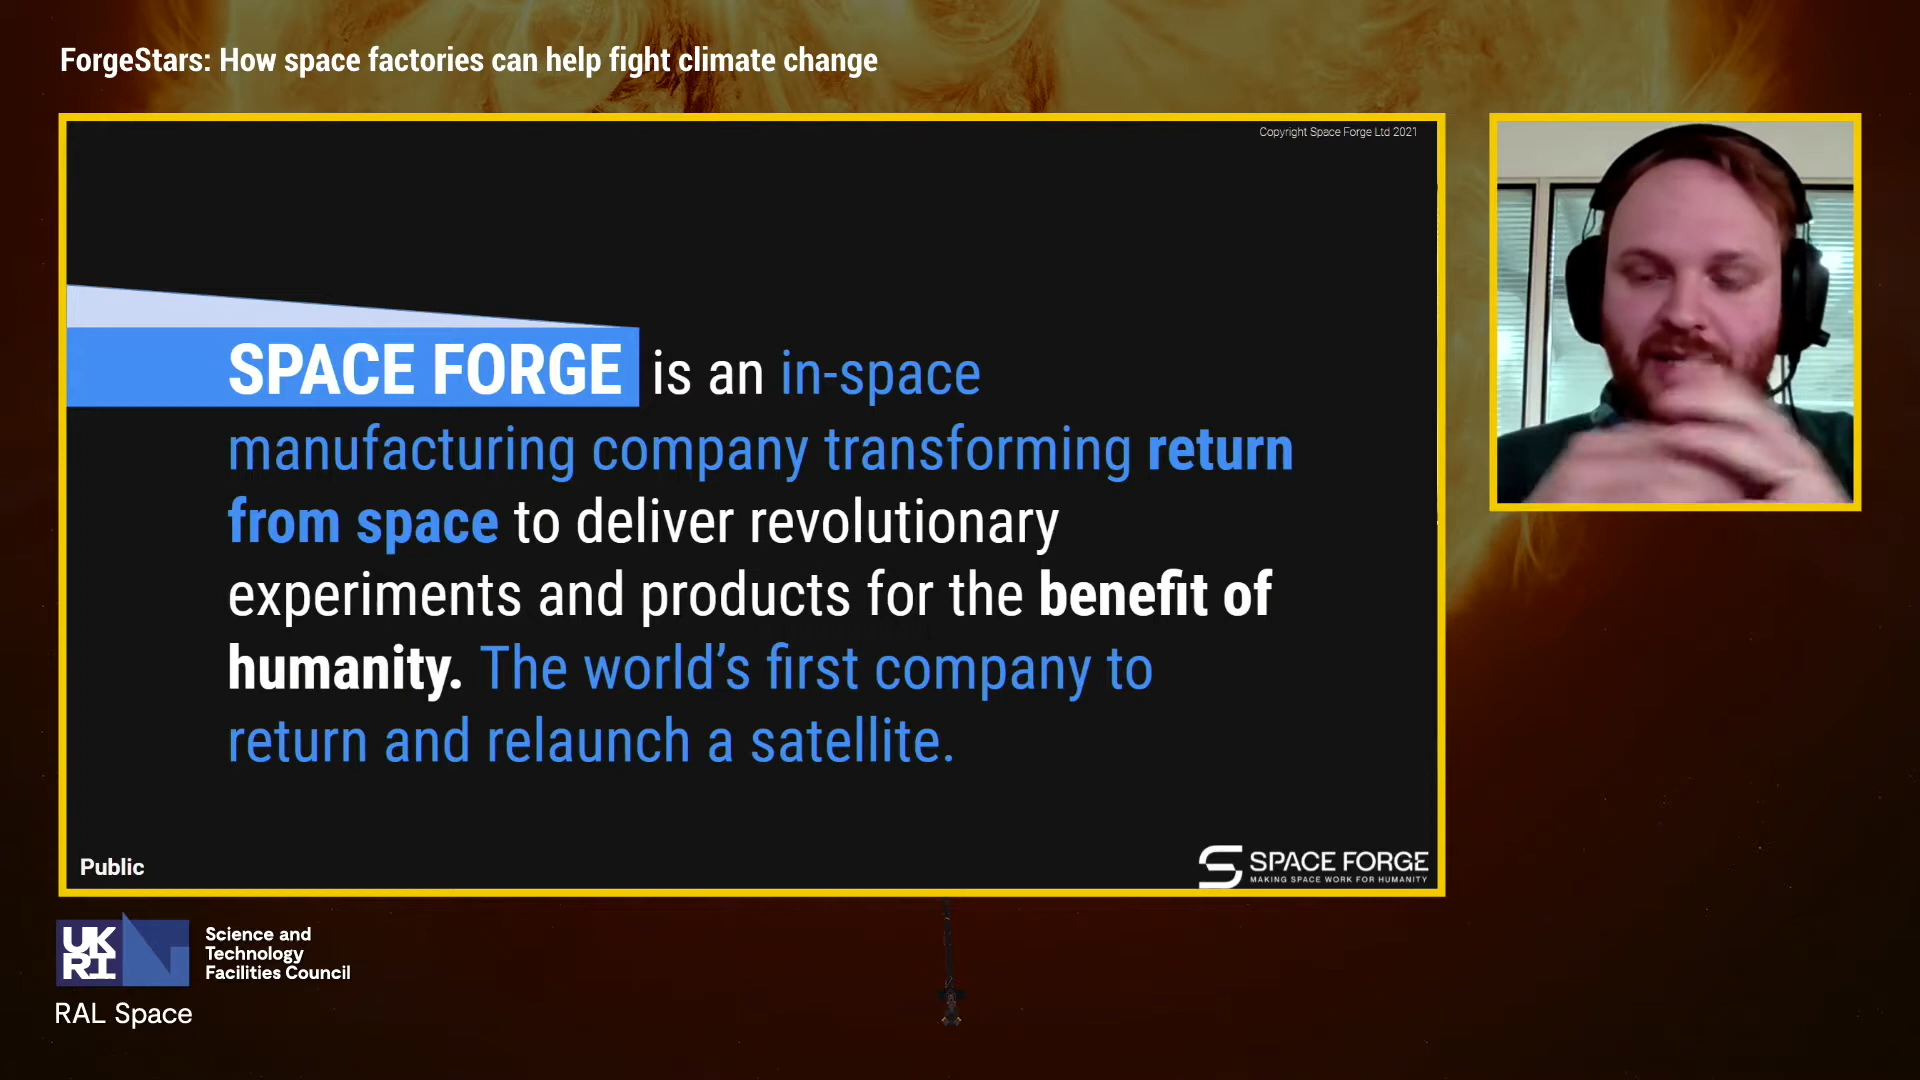 ForgeStars: How space factories can help fight climate change
Copyright Space Forge Ltd 2021
SPACE FORGE is an in-space
manufacturing company transforming return
from space to deliver revolutionary
experiments and products for the benefit of
humanity. The world’s first company to
return and relaunch a satellite.
Public
SPACE FORGE
MAKING SPACE WORK FOR HUMANITY
UK
RI
Science and
Technology
Facilities Council
RAL Space